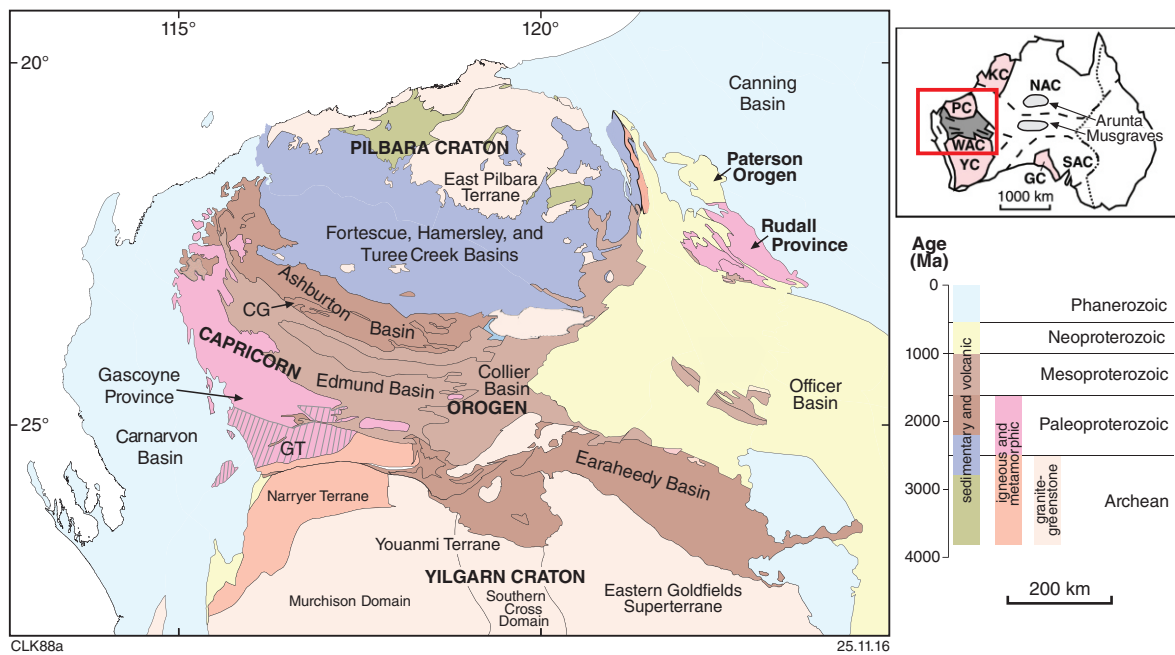 115°
120°
20°
25°
Canning
Basin
PILBARA CRATON
East Pilbara
Terrane
Paterson
Orogen
Rudall
Province
Fortescue, Hamersley, and
Turee Creek Basins
Ashburton
Basin
CG
CAPRICORN
Gascoyne
Province
Edmund Basin
Collier
Basin
OROGEN
Officer
Basin
Carnarvon
Basin
GT
Earaheedy Basin
Narryer Terrane
Youanmi Terrane
YILGARN CRATON
Murchison Domain
Southern
Cross
Domain
Eastern Goldfields
Superterrane
CLK88a
25.11.16
KC
NAC
PC
Arunta
Musgraves
WAC
YC
SAC
GC
1000 km
Age
(Ma)
0
1000
2000
3000
4000
sedimentary and volcanic
igneous and
metamorphic
granite-
greenstone
Phanerozoic
Neoproterozoic
Mesoproterozoic
Paleoproterozoic
Archean
200 km